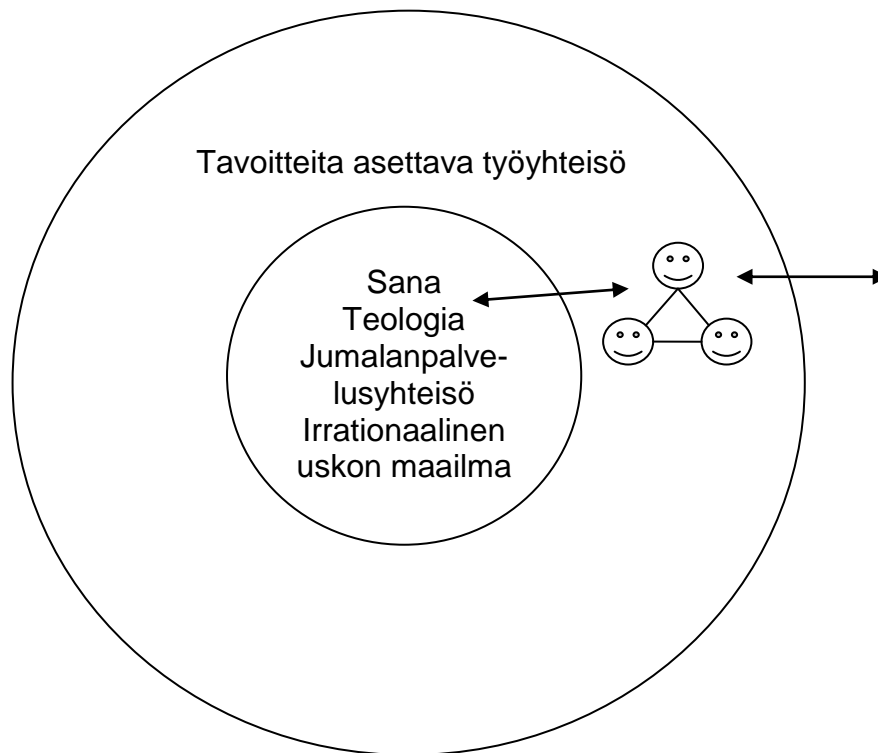 Tavoitteita asettava työyhteisö
Sana
Teologia
Jumalanpalve-
lusyhteisö
Irrationaalinen
uskon maailma